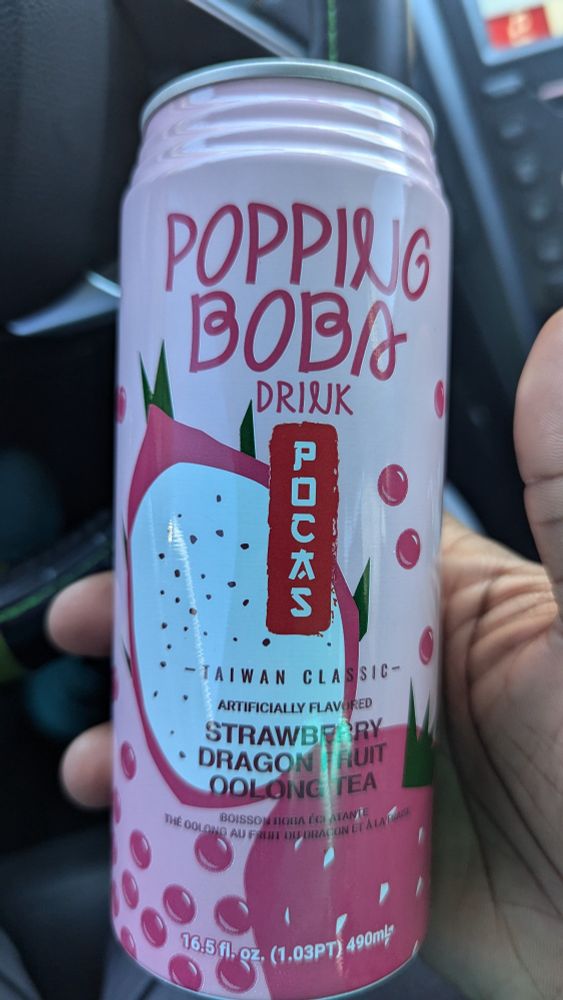 POPPING
BOBA
DRINK
POCAS
–TAIWAN CLASSIC–
ARTIFICIALLY FLAVORED
STRAWBERRY
DRAGON FRUIT
OOLONG TEA
BOISSON BOBA ÉCLATANTE
THÉ OOLONG AU FRUIT DU DRAGON ET À LA FRAISE
16.5 fl. oz. (1.03PT) 490mL